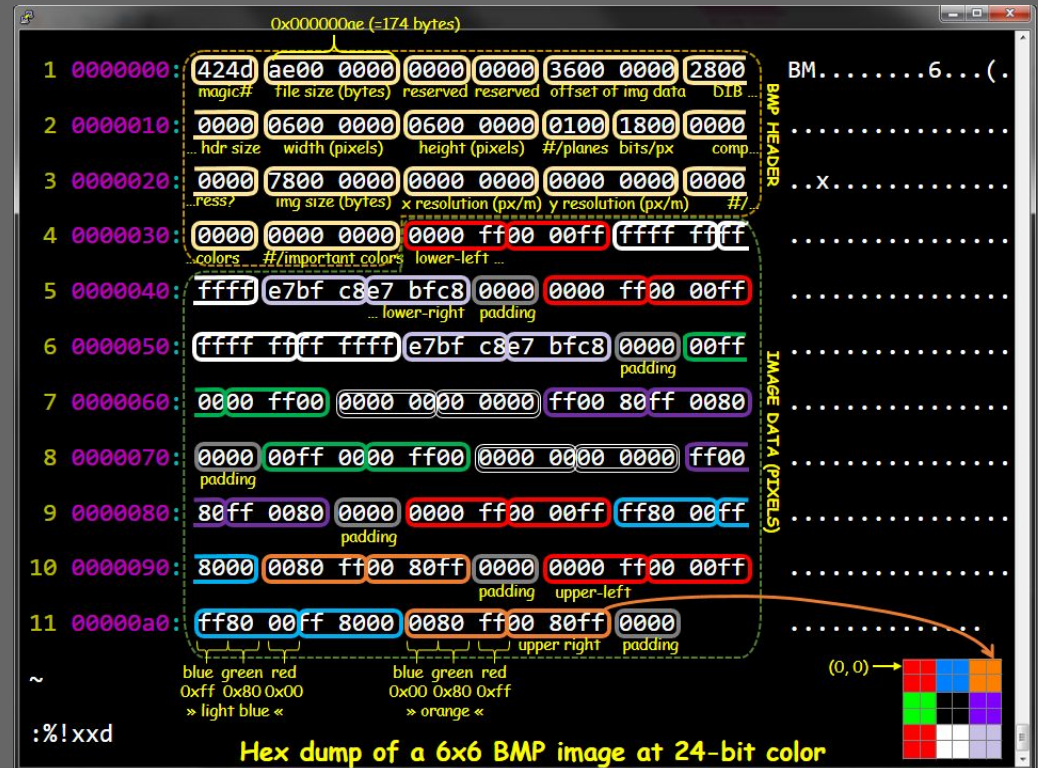 0x000000ae (=174 bytes)
1 0000000: 424d ae00 0000 0000 0000 3600 0000 2800 BM........6...(.
magic# file size (bytes) reserved reserved offset of img data DIB ...
2 0000010: 0000 0600 0000 0600 0000 0100 1800 0000 ................
... hdr size width (pixels) height (pixels) #/planes bits/px comp...
BMP HEADER
3 0000020: 0000 7800 0000 0000 0000 0000 0000 0000 ..x.............
...ress? img size (bytes) x resolution (px/m) y resolution (px/m) #/...
4 0000030: 0000 0000 0000 0000 ff00 00ff ffff ffff ................
...colors #/important colors lower-left ...
5 0000040: ffff e7bf c8e7 bfc8 0000 0000 ff00 00ff ................
... lower-right padding
6 0000050: ffff ffff ffff e7bf c8e7 bfc8 0000 00ff ................
padding
IMAGE DATA (PIXELS)
7 0000060: 0000 ff00 0000 0000 0000 ff00 80ff 0080 ................
8 0000070: 0000 00ff 0000 ff00 0000 0000 0000 ff00 ................
padding
9 0000080: 80ff 0080 0000 0000 ff00 00ff ff80 00ff ................
padding
10 0000090: 8000 0080 ff00 80ff 0000 0000 ff00 00ff ................
padding upper-left
11 00000a0: ff80 00ff 8000 0080 ff00 80ff 0000 ..............
upper right padding
blue green red blue green red (0,0)
~ 0xff 0x80 0x00 0x00 0x80 0xff
» light blue « » orange «
:%!xxd
Hex dump of a 6x6 BMP image at 24-bit color